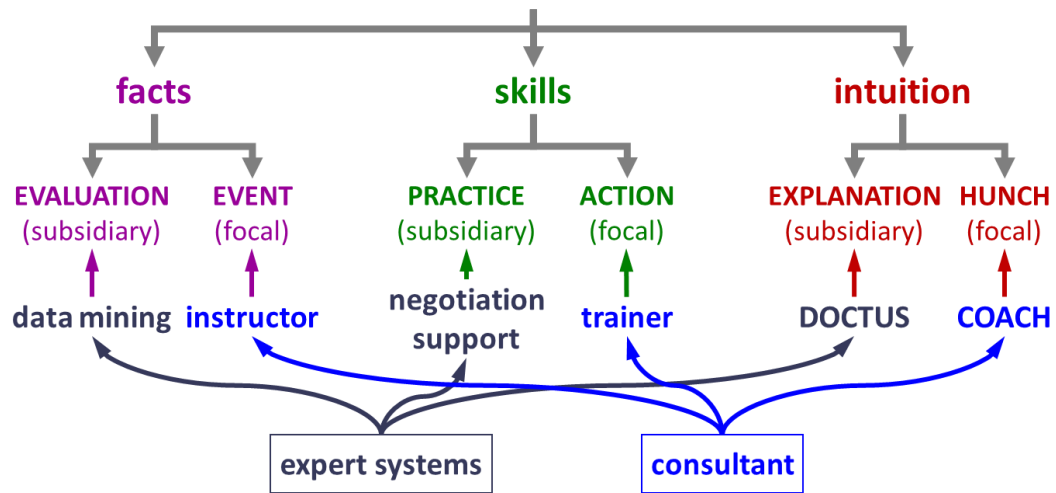 facts
skills
intuition
EVALUATION
(subsidiary)
EVENT
(focal)
PRACTICE
(subsidiary)
ACTION
(focal)
EXPLANATION
(subsidiary)
HUNCH
(focal)
data mining
instructor
negotiation
support
trainer
DOCTUS
COACH
expert systems
consultant